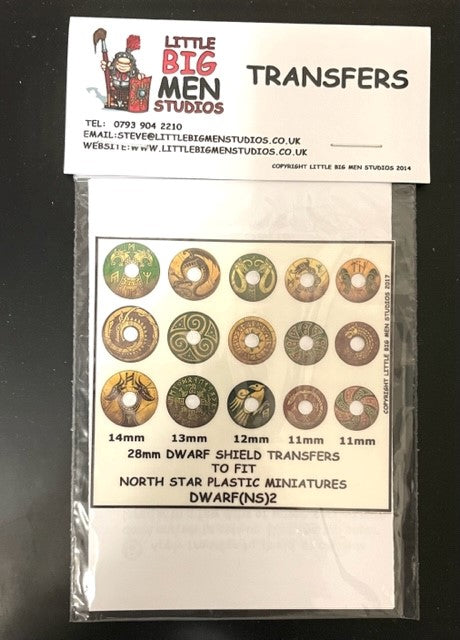 LITTLE
BIG
MEN
STUDIOS
TRANSFERS
TEL: 0793 904 2210
EMAIL:STEVE@LITTLEBIGMENSTUDIOS.CO.UK
WEBSITE:WWW.LITTLEBIGMENSTUDIOS.CO.UK
COPYRIGHT LITTLE BIG MEN STUDIOS 2014
COPYRIGHT LITTLE BIG MEN STUDIOS 2017
14mm 13mm 12mm 11mm 11mm
28mm DWARF SHIELD TRANSFERS
TO FIT
NORTH STAR PLASTIC MINIATURES
DWARF(NS)2